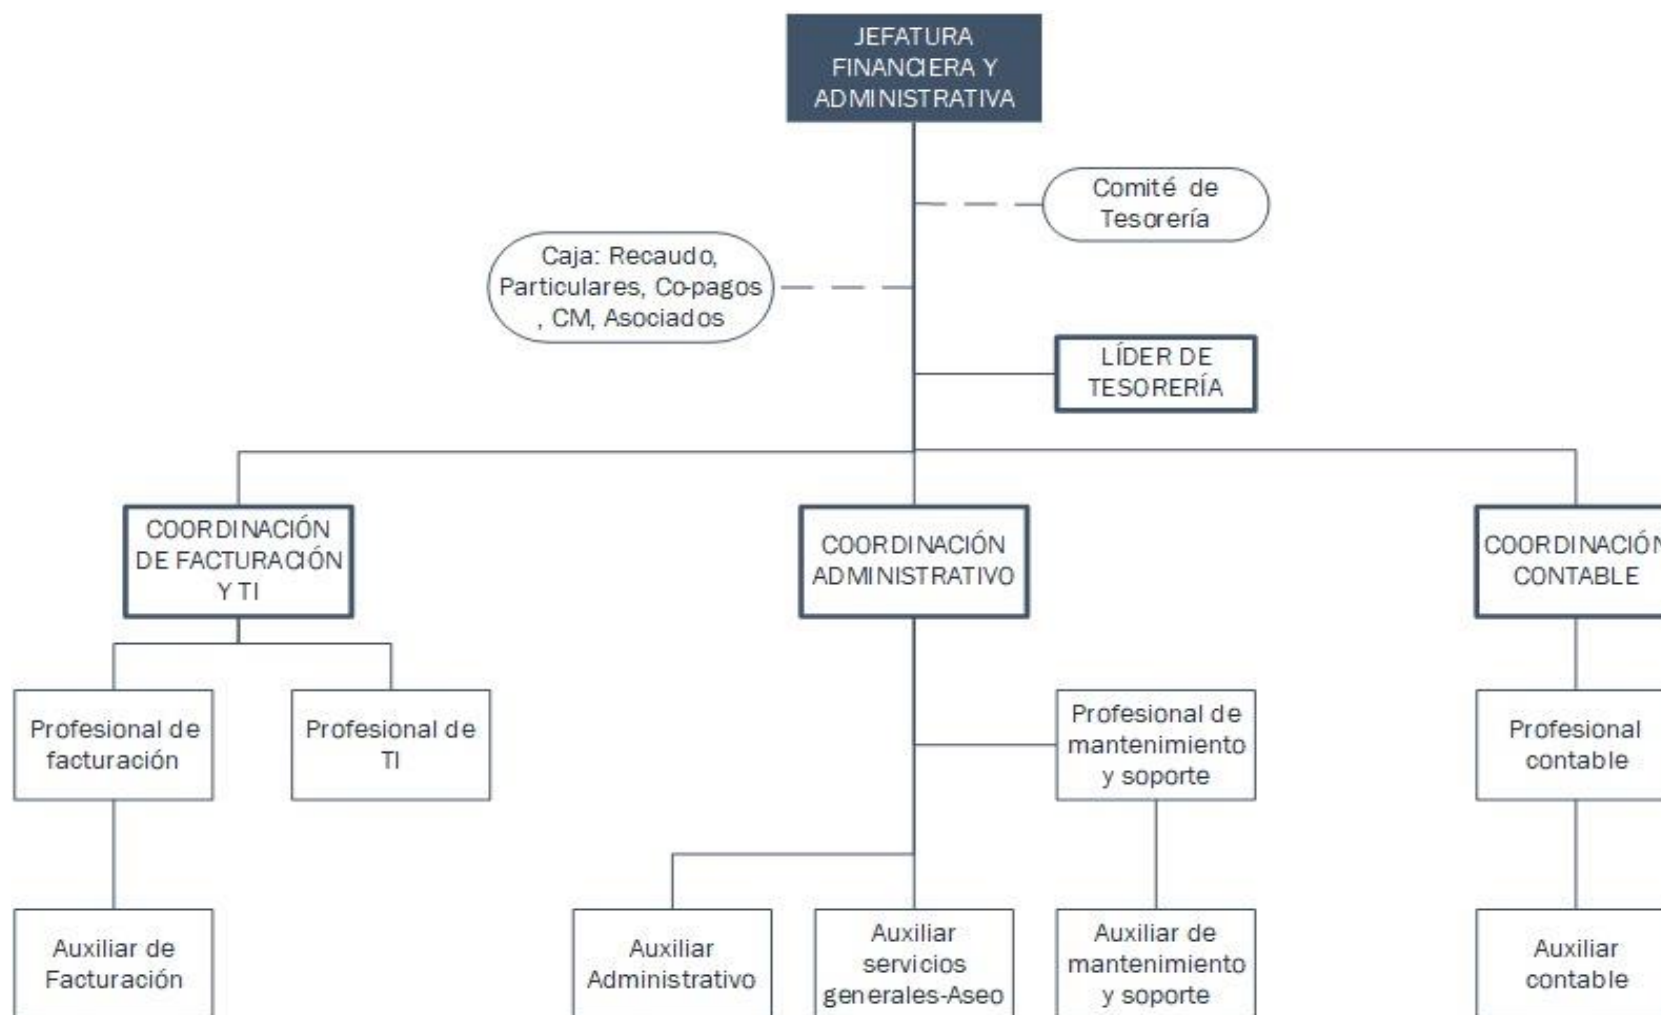 JEFATURA
FINANCIERA Y
ADMINISTRATIVA
Comité de
Tesorería
Caja: Recaudo,
Particulares, Co-pagos
, CM, Asociados
LÍDER DE
TESORERÍA
COORDINACIÓN
DE FACTURACIÓN
Y TI
COORDINACIÓN
ADMINISTRATIVO
COORDINACIÓN
CONTABLE
Profesional de
facturación
Profesional de
TI
Profesional de
mantenimiento
y soporte
Profesional
contable
Auxiliar de
Facturación
Auxiliar
Administrativo
Auxiliar
servicios
generales-Aseo
Auxiliar de
mantenimiento
y soporte
Auxiliar
contable